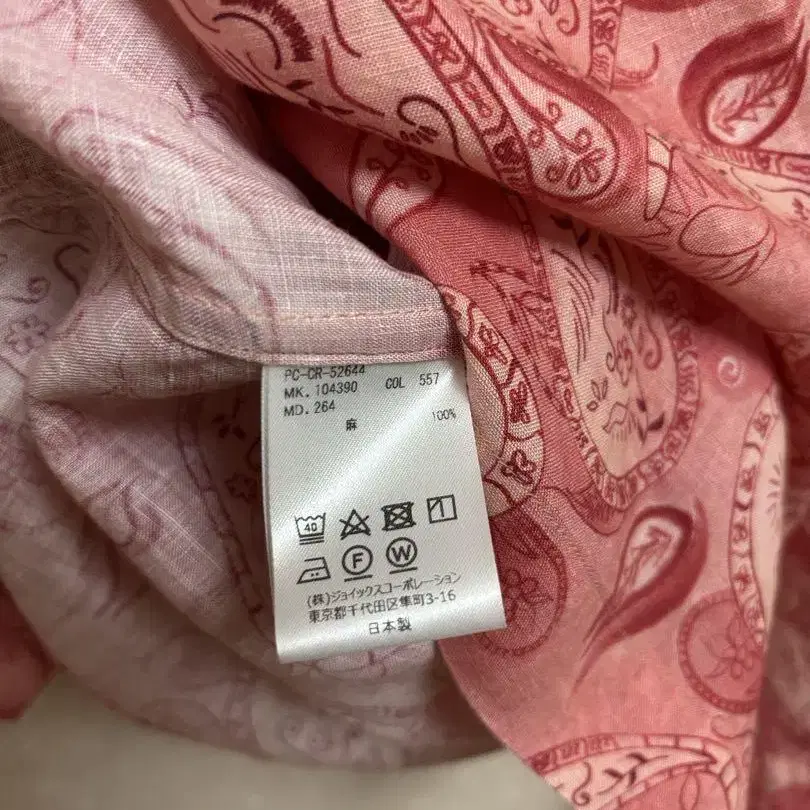 PC-CR-52644
MK. 104390 COL 557
MD. 264
麻 100%
40
F W
(株)ジョイックスコーポレーション
東京都千代田区隼町3-16
日本製